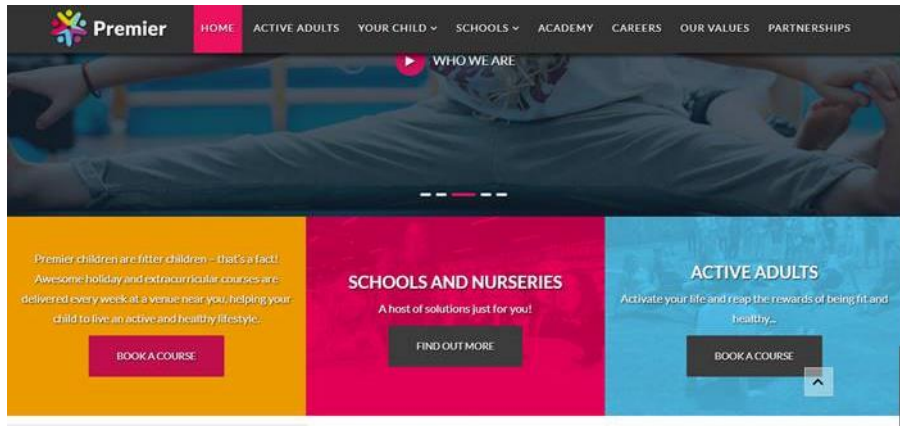 Premier
HOME
ACTIVE ADULTS
YOUR CHILD
SCHOOLS
ACADEMY
CAREERS
OUR VALUES
PARTNERSHIPS
WHO WE ARE
Premier children are fitter children – that's a fact!
Awesome holiday and extracurricular courses are
delivered every week at a venue near you, helping your
child to live an active and healthy lifestyle.
BOOK A COURSE
SCHOOLS AND NURSERIES
A host of solutions just for you!
FIND OUT MORE
ACTIVE ADULTS
Activate your life and reap the rewards of being fit and
healthy...
BOOK A COURSE